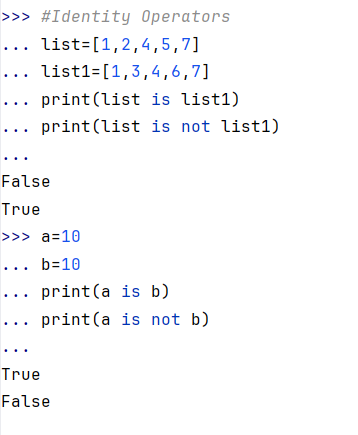 >>> #Identity Operators
... list=[1,2,4,5,7]
... list1=[1,3,4,6,7]
... print(list is list1)
... print(list is not list1)
...
False
True
>>> a=10
... b=10
... print(a is b)
... print(a is not b)
...
True
False